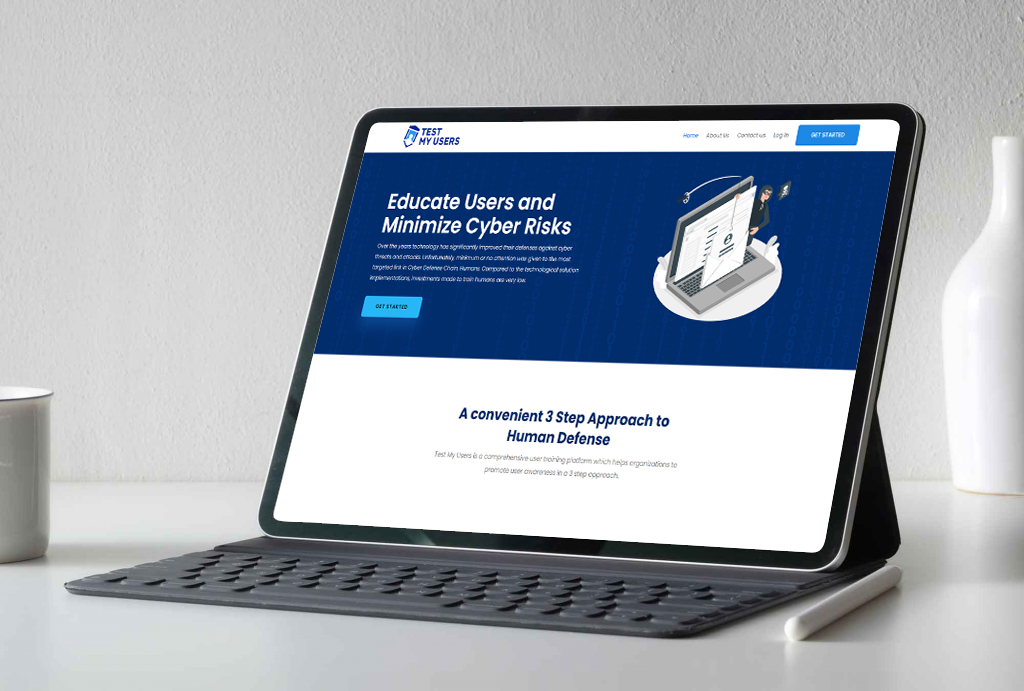 TEST
MY USERS
Home About Us Contact us Log In GET STARTED
Educate Users and
Minimize Cyber Risks
Over the years technology has significantly improved their defenses against cyber
threats and attacks. Unfortunately, minimum or no attention was given to the most
targeted link in Cyber Defense Chain, Humans. Compared to the technological solution
implementations, investments made to train humans are very low.
GET STARTED
A convenient 3 Step Approach to
Human Defense
Test My Users is a comprehensive user training platform which helps organizations to
promote user awareness in a 3 step approach.